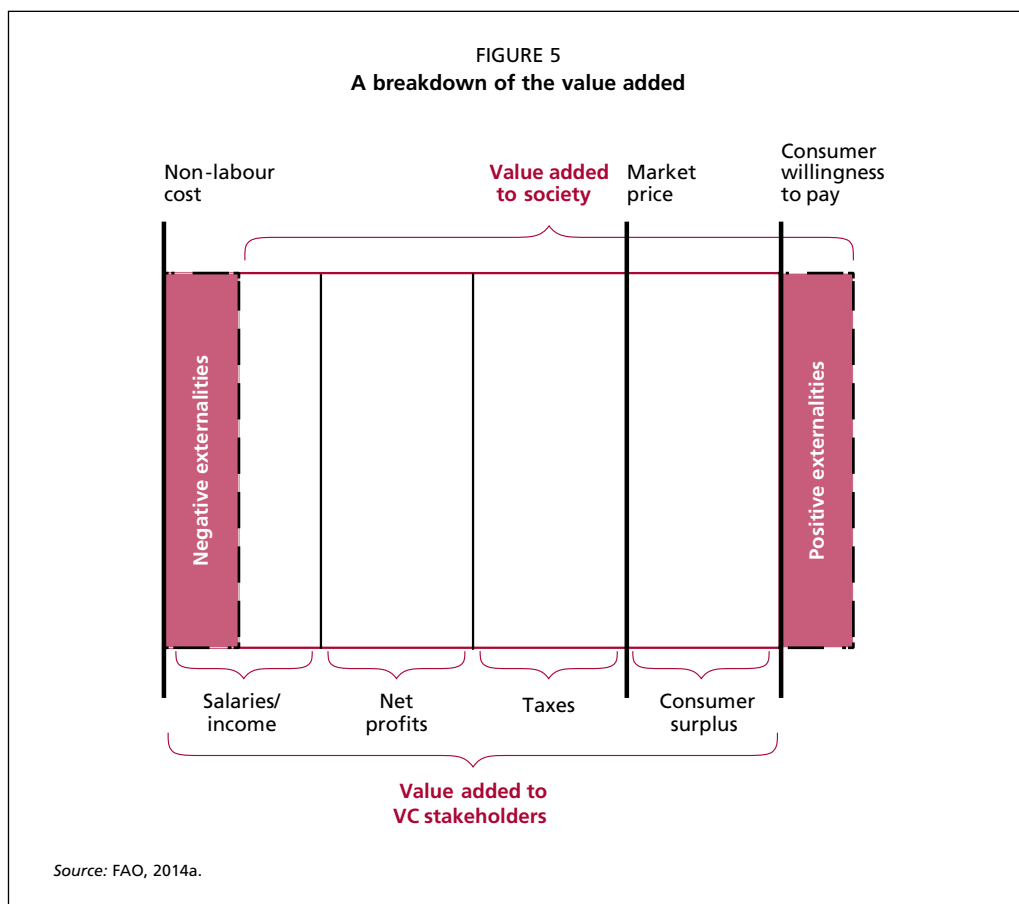 FIGURE 5
A breakdown of the value added
Non-labour
cost
Value added
to society
Market
price
Consumer
willingness
to pay
Negative externalities
Positive externalities
Salaries/
income
Net
profits
Taxes
Consumer
surplus
Value added to
VC stakeholders
Source: FAO, 2014a.